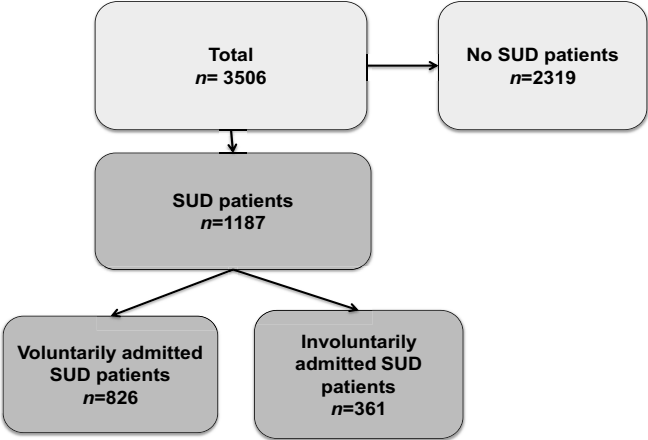 Total
n= 3506
No SUD patients
n=2319
SUD patients
n=1187
Voluntarily admitted
SUD patients
n=826
Involuntarily
admitted SUD
patients
n=361